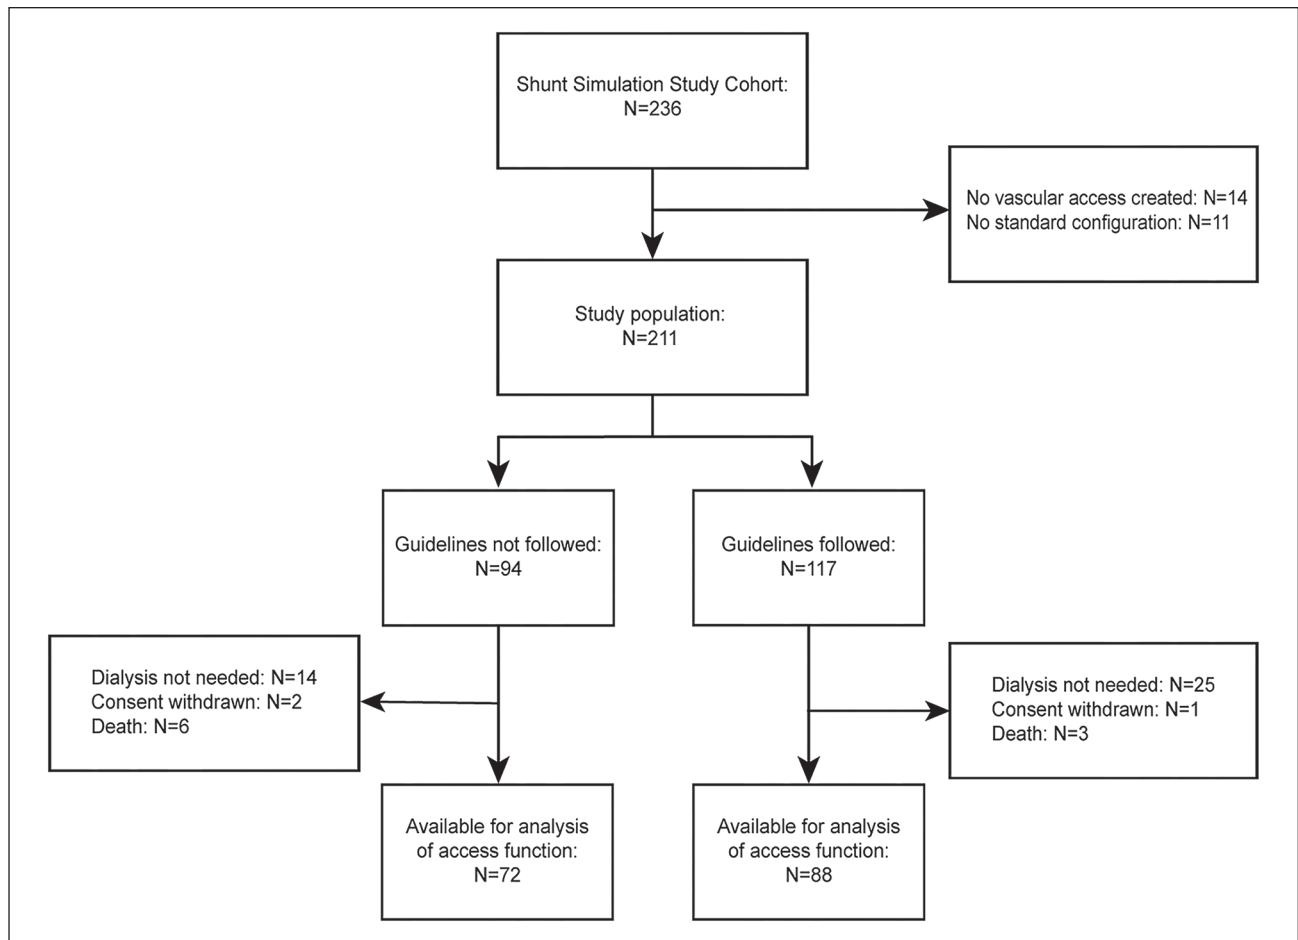 Shunt Simulation Study Cohort:
N=236
No vascular access created: N=14
No standard configuration: N=11
Study population:
N=211
Guidelines not followed:
N=94
Guidelines followed:
N=117
Dialysis not needed: N=14
Consent withdrawn: N=2
Death: N=6
Dialysis not needed: N=25
Consent withdrawn: N=1
Death: N=3
Available for analysis
of access function:
N=72
Available for analysis
of access function:
N=88